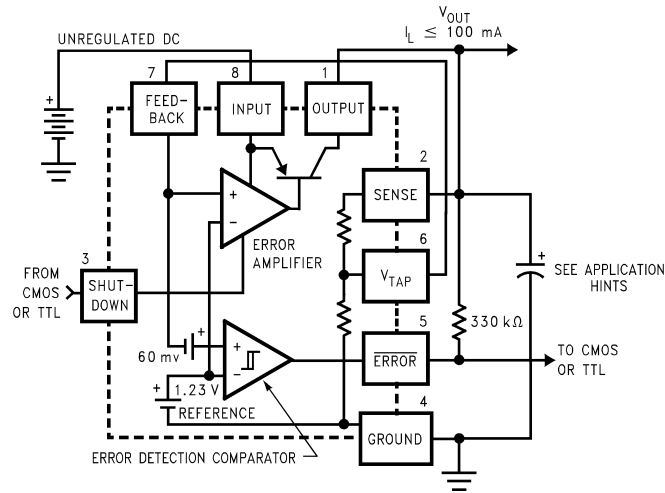 V_OUT
I_L ≤ 100 mA
UNREGULATED DC
7
8
1
FEED-
BACK
INPUT
OUTPUT
+
2
SENSE
+
−
ERROR
AMPLIFIER
6
V_TAP
+
SEE APPLICATION
HINTS
3
FROM
CMOS
OR TTL
SHUT-
DOWN
5
330 kΩ
+
60 mv
+
−
ERROR
TO CMOS
OR TTL
+
1.23 V
REFERENCE
4
GROUND
ERROR DETECTION COMPARATOR